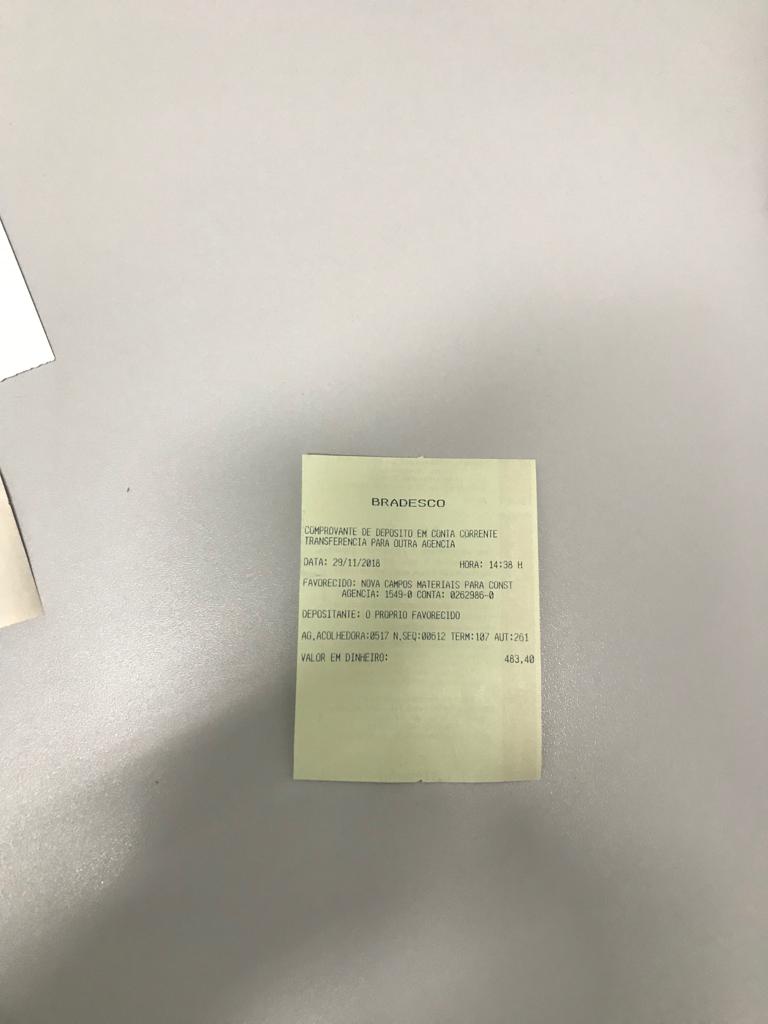 BRADESCO
COMPROVANTE DE DEPOSITO EM CONTA CORRENTE
TRANSFERENCIA PARA OUTRA AGENCIA
DATA: 29/11/2018 HORA: 14:38 H
FAVORECIDO: NOVA CAMPOS MATERIAIS PARA CONST
AGENCIA: 1549-0 CONTA: 0262986-0
DEPOSITANTE: O PROPRIO FAVORECIDO
AG.ACOLHEDORA:0517 N.SEQ:00612 TERM:107 AUT:261
VALOR EM DINHEIRO: 483,40